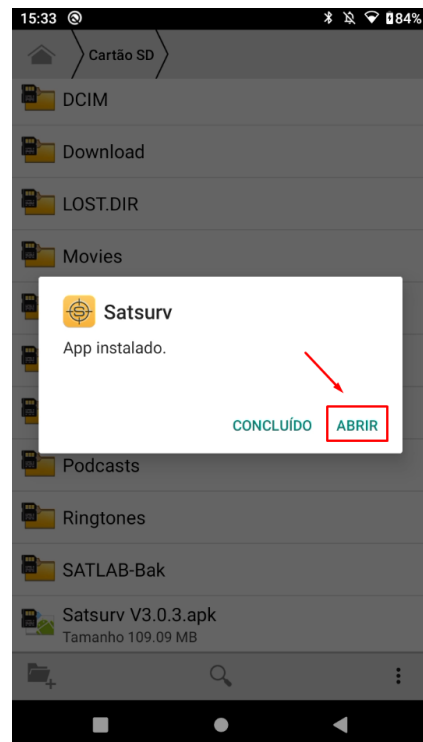 15:33 84%
Cartão SD
DCIM
Download
LOST.DIR
Movies
Satsurv
App instalado.
CONCLUÍDO ABRIR
Podcasts
Ringtones
SATLAB-Bak
Satsurv V3.0.3.apk
Tamanho 109.09 MB